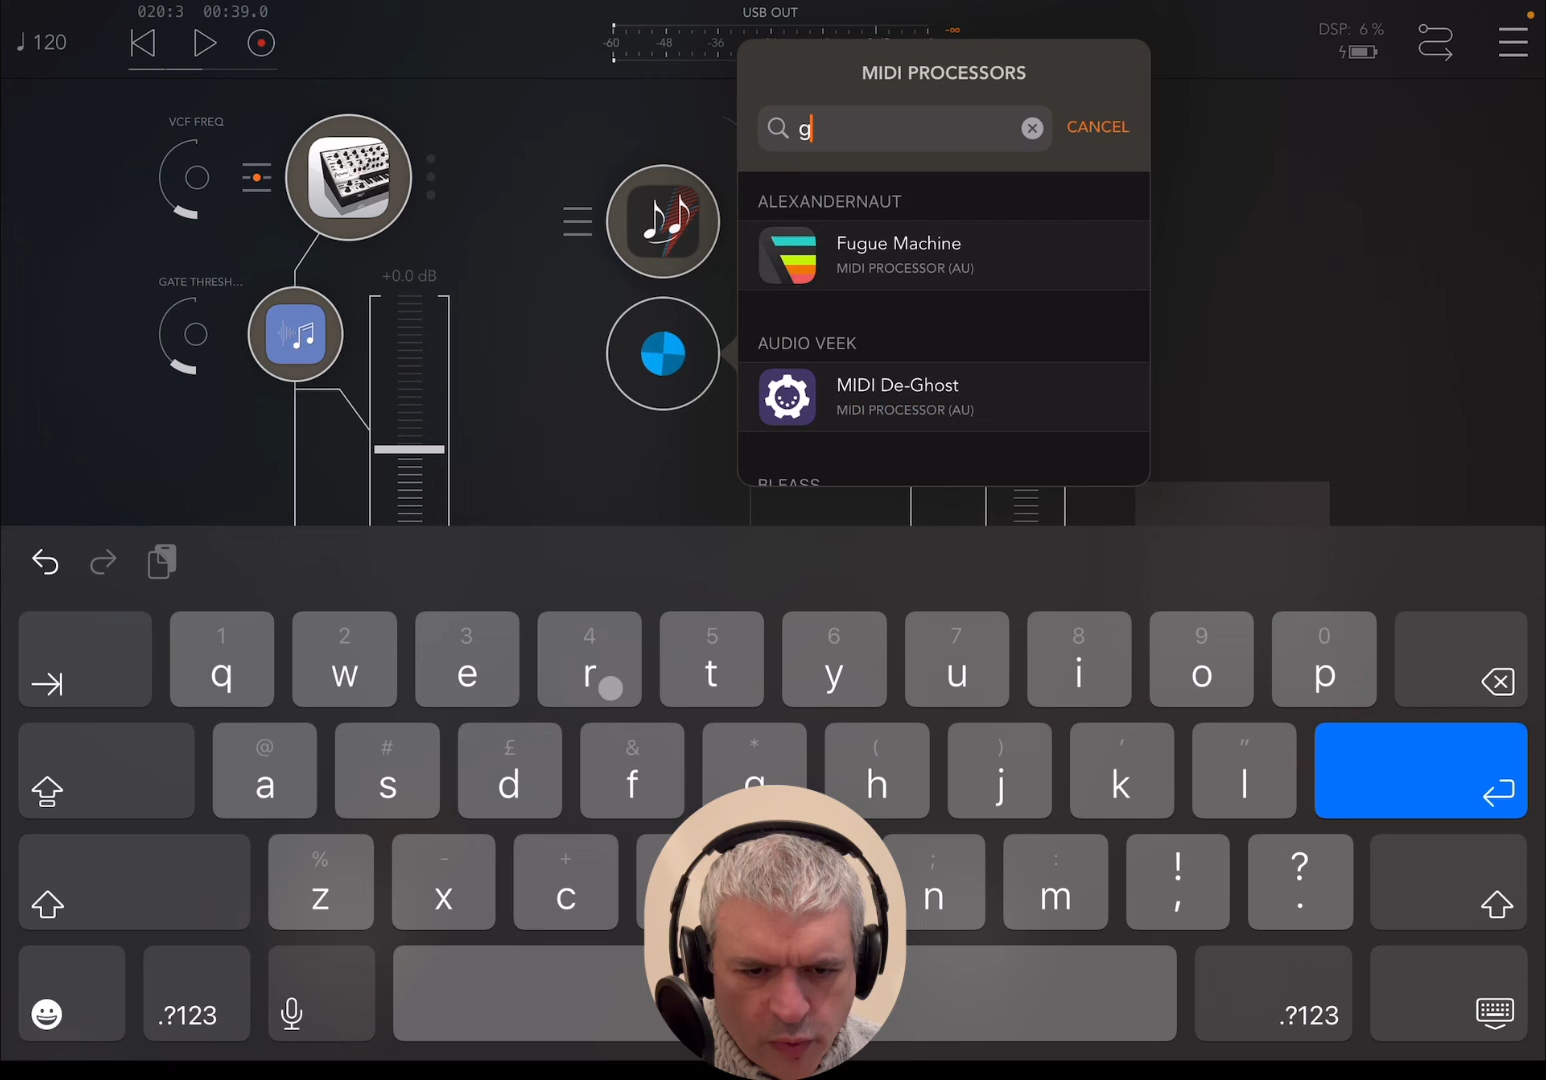 020:3 00:39.0
120
USB OUT
-60 -48 -36
-∞
DSP: 6 %
MIDI PROCESSORS
g
CANCEL
ALEXANDERNAUT
Fugue Machine
MIDI PROCESSOR (AU)
AUDIO VEEK
MIDI De-Ghost
MIDI PROCESSOR (AU)
BLEASS
VCF FREQ
GATE THRESH...
+0.0 dB
1 2 3 4 5 6 7 8 9 0
q w e r t y u i o p
@ # £ & * ( ) ' "
a s d f g h j k l
% - + ; : ! ?
z x c n m , .
.?123 .?123